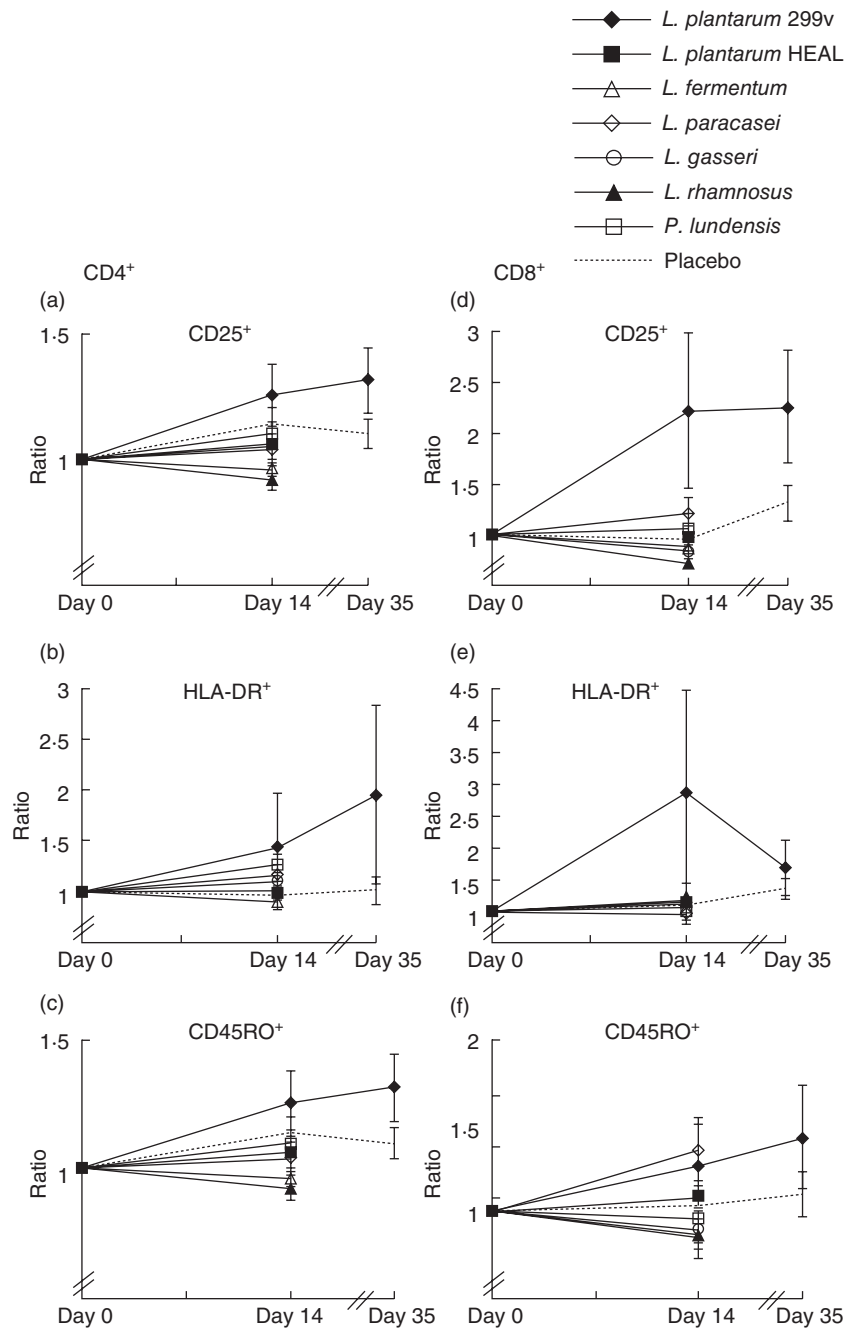 L. plantarum 299v
L. plantarum HEAL
L. fermentum
L. paracasei
L. gasseri
L. rhamnosus
P. lundensis
Placebo
CD4⁺
CD8⁺
(a)
CD25⁺
1·5
1
Ratio
Day 0
Day 14
Day 35
(d)
CD25⁺
3
2·5
2
1·5
1
Ratio
Day 0
Day 14
Day 35
(b)
HLA-DR⁺
3
2·5
2
1·5
1
Ratio
Day 0
Day 14
Day 35
(e)
HLA-DR⁺
4·5
4
3·5
3
2·5
2
1·5
1
Ratio
Day 0
Day 14
Day 35
(c)
CD45RO⁺
1·5
1
Ratio
Day 0
Day 14
Day 35
(f)
CD45RO⁺
2
1·5
1
Ratio
Day 0
Day 14
Day 35